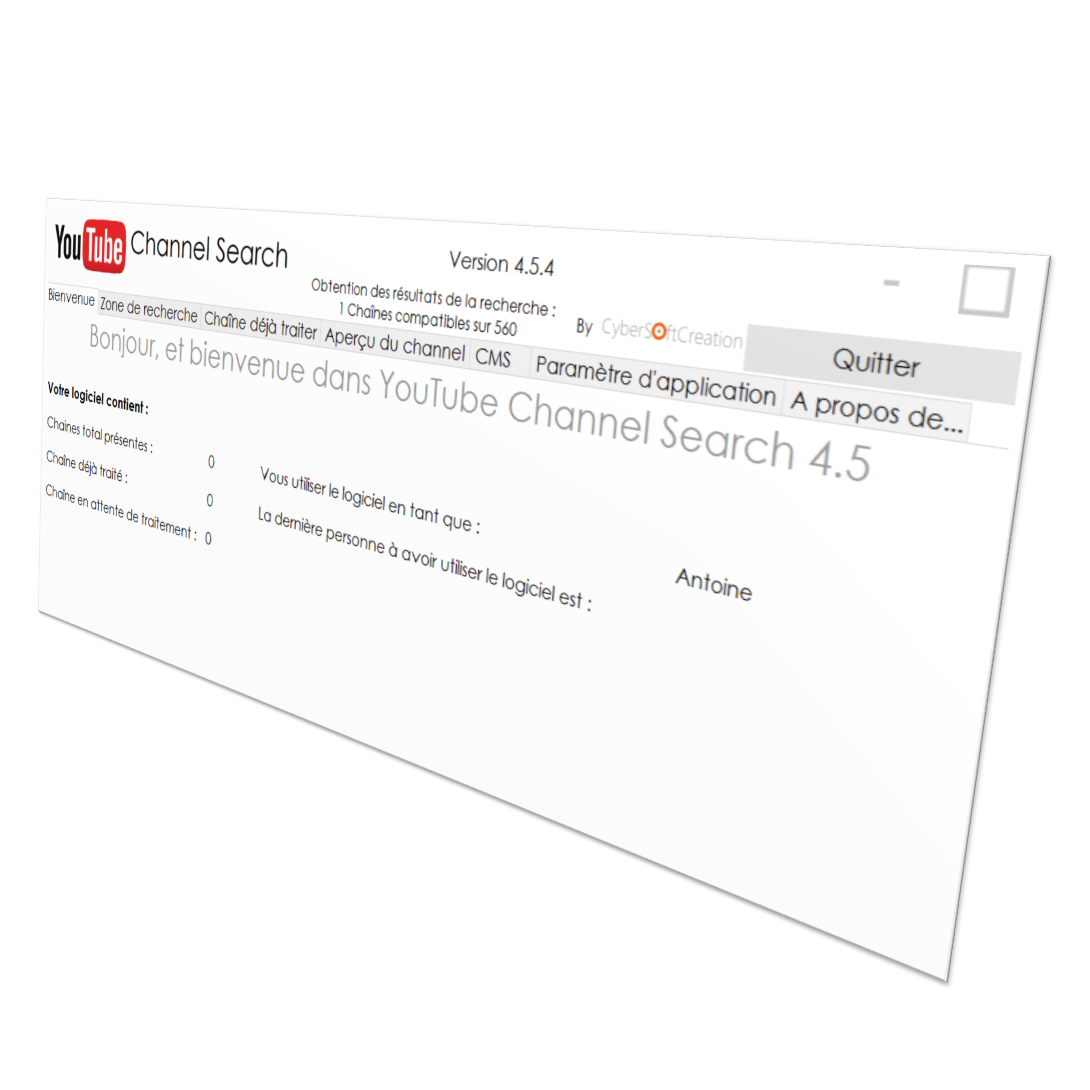 YouTube Channel Search
Version 4.5.4
Obtention des résultats de la recherche :
1 Chaînes compatibles sur 560
By CyberSoftCreation
Quitter
Bienvenue
Zone de recherche
Chaîne déjà traiter
Aperçu du channel
CMS
Paramètre d'application
A propos de...
Bonjour, et bienvenue dans YouTube Channel Search 4.5
Votre logiciel contient :
Chaines total présentes : 0
Chaîne déjà traité : 0
Chaîne en attente de traitement : 0
Vous utiliser le logiciel en tant que :
La dernière personne à avoir utiliser le logiciel est :
Antoine